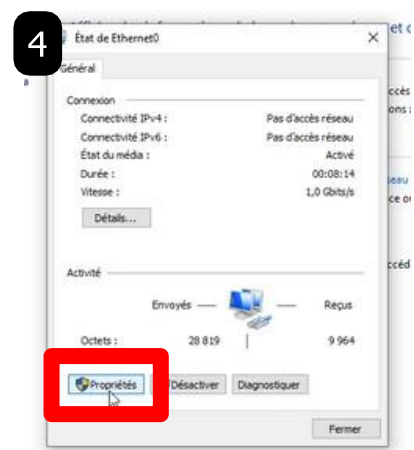 4
État de Ethernet0
Général
Connexion
Connectivité IPv4 : Pas d'accès réseau
Connectivité IPv6 : Pas d'accès réseau
État du média : Activé
Durée : 00:08:14
Vitesse : 1,0 Gbits/s
Détails...
Activité
Envoyés — — Reçus
Octets : 28 819 | 9 964
Propriétés Désactiver Diagnostiquer
Fermer